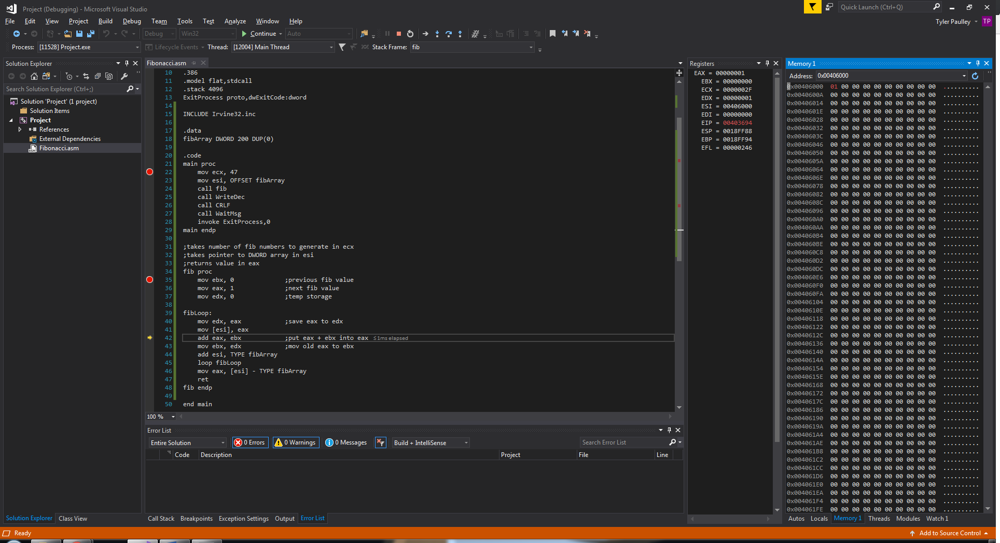 Project (Debugging) - Microsoft Visual Studio
Quick Launch (Ctrl+Q)
File Edit View Project Build Debug Team Tools Test Analyze Window Help
Tyler Paulley TP
Debug Win32 Continue Auto
Process: [11528] Project.exe Lifecycle Events Thread: [12004] Main Thread Stack Frame: fib
Solution Explorer
Search Solution Explorer (Ctrl+;)
Solution 'Project' (1 project)
Solution Items
Project
References
External Dependencies
Fibonacci.asm
Solution Explorer Class View
Fibonacci.asm
10 .386
11 .model flat,stdcall
12 .stack 4096
13 ExitProcess proto,dwExitCode:dword
14
15 INCLUDE Irvine32.inc
16
17 .data
18 fibArray DWORD 200 DUP(0)
19
20 .code
21 main proc
22 mov ecx, 47
23 mov esi, OFFSET fibArray
24 call fib
25 call WriteDec
26 call CRLF
27 call WaitMsg
28 invoke ExitProcess,0
29 main endp
30
31 ;takes number of fib numbers to generate in ecx
32 ;takes pointer to DWORD array in esi
33 ;returns value in eax
34 fib proc
35 mov ebx, 0 ;previous fib value
36 mov eax, 1 ;next fib value
37 mov edx, 0 ;temp storage
38
39 fibLoop:
40 mov edx, eax ;save eax to edx
41 mov [esi], eax
42 add eax, ebx ;put eax + ebx into eax ≤1ms elapsed
43 mov ebx, edx ;mov old eax to ebx
44 add esi, TYPE fibArray
45 loop fibLoop
46 mov eax, [esi] - TYPE fibArray
47 ret
48 fib endp
49
50 end main
100 %
Error List
Entire Solution 0 Errors 0 Warnings 0 Messages Build + IntelliSense Search Error List
Code Description Project File Line
Call Stack Breakpoints Exception Settings Output Error List
Registers
EAX = 00000001
EBX = 00000000
ECX = 0000002F
EDX = 00000001
ESI = 00406000
EDI = 00000000
EIP = 00403694
ESP = 0018FF88
EBP = 0018FF94
EFL = 00000246
Memory 1
Address: 0x00406000
0x00406000 01 00 00 00 00 00 00 00 00 00 ..........
0x0040600A 00 00 00 00 00 00 00 00 00 00 ..........
0x00406014 00 00 00 00 00 00 00 00 00 00 ..........
0x0040601E 00 00 00 00 00 00 00 00 00 00 ..........
0x00406028 00 00 00 00 00 00 00 00 00 00 ..........
0x00406032 00 00 00 00 00 00 00 00 00 00 ..........
0x0040603C 00 00 00 00 00 00 00 00 00 00 ..........
0x00406046 00 00 00 00 00 00 00 00 00 00 ..........
0x00406050 00 00 00 00 00 00 00 00 00 00 ..........
0x0040605A 00 00 00 00 00 00 00 00 00 00 ..........
0x00406064 00 00 00 00 00 00 00 00 00 00 ..........
0x0040606E 00 00 00 00 00 00 00 00 00 00 ..........
0x00406078 00 00 00 00 00 00 00 00 00 00 ..........
0x00406082 00 00 00 00 00 00 00 00 00 00 ..........
0x0040608C 00 00 00 00 00 00 00 00 00 00 ..........
0x00406096 00 00 00 00 00 00 00 00 00 00 ..........
0x004060A0 00 00 00 00 00 00 00 00 00 00 ..........
0x004060AA 00 00 00 00 00 00 00 00 00 00 ..........
0x004060B4 00 00 00 00 00 00 00 00 00 00 ..........
0x004060BE 00 00 00 00 00 00 00 00 00 00 ..........
0x004060C8 00 00 00 00 00 00 00 00 00 00 ..........
0x004060D2 00 00 00 00 00 00 00 00 00 00 ..........
0x004060DC 00 00 00 00 00 00 00 00 00 00 ..........
0x004060E6 00 00 00 00 00 00 00 00 00 00 ..........
0x004060F0 00 00 00 00 00 00 00 00 00 00 ..........
0x004060FA 00 00 00 00 00 00 00 00 00 00 ..........
0x00406104 00 00 00 00 00 00 00 00 00 00 ..........
0x0040610E 00 00 00 00 00 00 00 00 00 00 ..........
0x00406118 00 00 00 00 00 00 00 00 00 00 ..........
0x00406122 00 00 00 00 00 00 00 00 00 00 ..........
0x0040612C 00 00 00 00 00 00 00 00 00 00 ..........
0x00406136 00 00 00 00 00 00 00 00 00 00 ..........
0x00406140 00 00 00 00 00 00 00 00 00 00 ..........
0x0040614A 00 00 00 00 00 00 00 00 00 00 ..........
0x00406154 00 00 00 00 00 00 00 00 00 00 ..........
0x0040615E 00 00 00 00 00 00 00 00 00 00 ..........
0x00406168 00 00 00 00 00 00 00 00 00 00 ..........
0x00406172 00 00 00 00 00 00 00 00 00 00 ..........
0x0040617C 00 00 00 00 00 00 00 00 00 00 ..........
0x00406186 00 00 00 00 00 00 00 00 00 00 ..........
0x00406190 00 00 00 00 00 00 00 00 00 00 ..........
0x0040619A 00 00 00 00 00 00 00 00 00 00 ..........
0x004061A4 00 00 00 00 00 00 00 00 00 00 ..........
0x004061AE 00 00 00 00 00 00 00 00 00 00 ..........
0x004061B8 00 00 00 00 00 00 00 00 00 00 ..........
0x004061C2 00 00 00 00 00 00 00 00 00 00 ..........
0x004061CC 00 00 00 00 00 00 00 00 00 00 ..........
0x004061D6 00 00 00 00 00 00 00 00 00 00 ..........
0x004061E0 00 00 00 00 00 00 00 00 00 00 ..........
0x004061EA 00 00 00 00 00 00 00 00 00 00 ..........
0x004061F4 00 00 00 00 00 00 00 00 00 00 ..........
0x004061FE 00 00 00 00 00 00 00 00 00 00 ..........
Autos Locals Memory 1 Threads Modules Watch 1
Ready
Add to Source Control